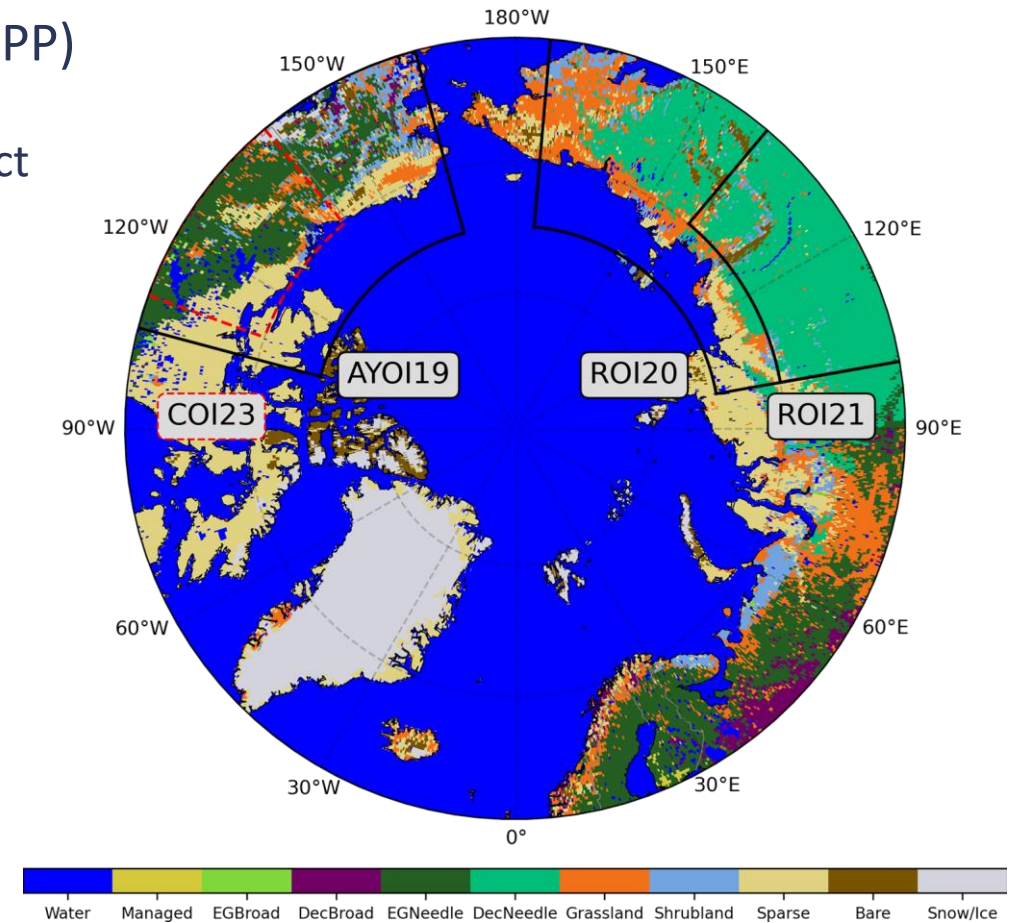 PP)
ct
180°W
150°W
150°E
120°W
120°E
AYOI19
ROI20
COI23
ROI21
90°W
90°E
60°W
60°E
30°W
30°E
0°
Water Managed EGBroad DecBroad EGNeedle DecNeedle Grassland Shrubland Sparse Bare Snow/Ice